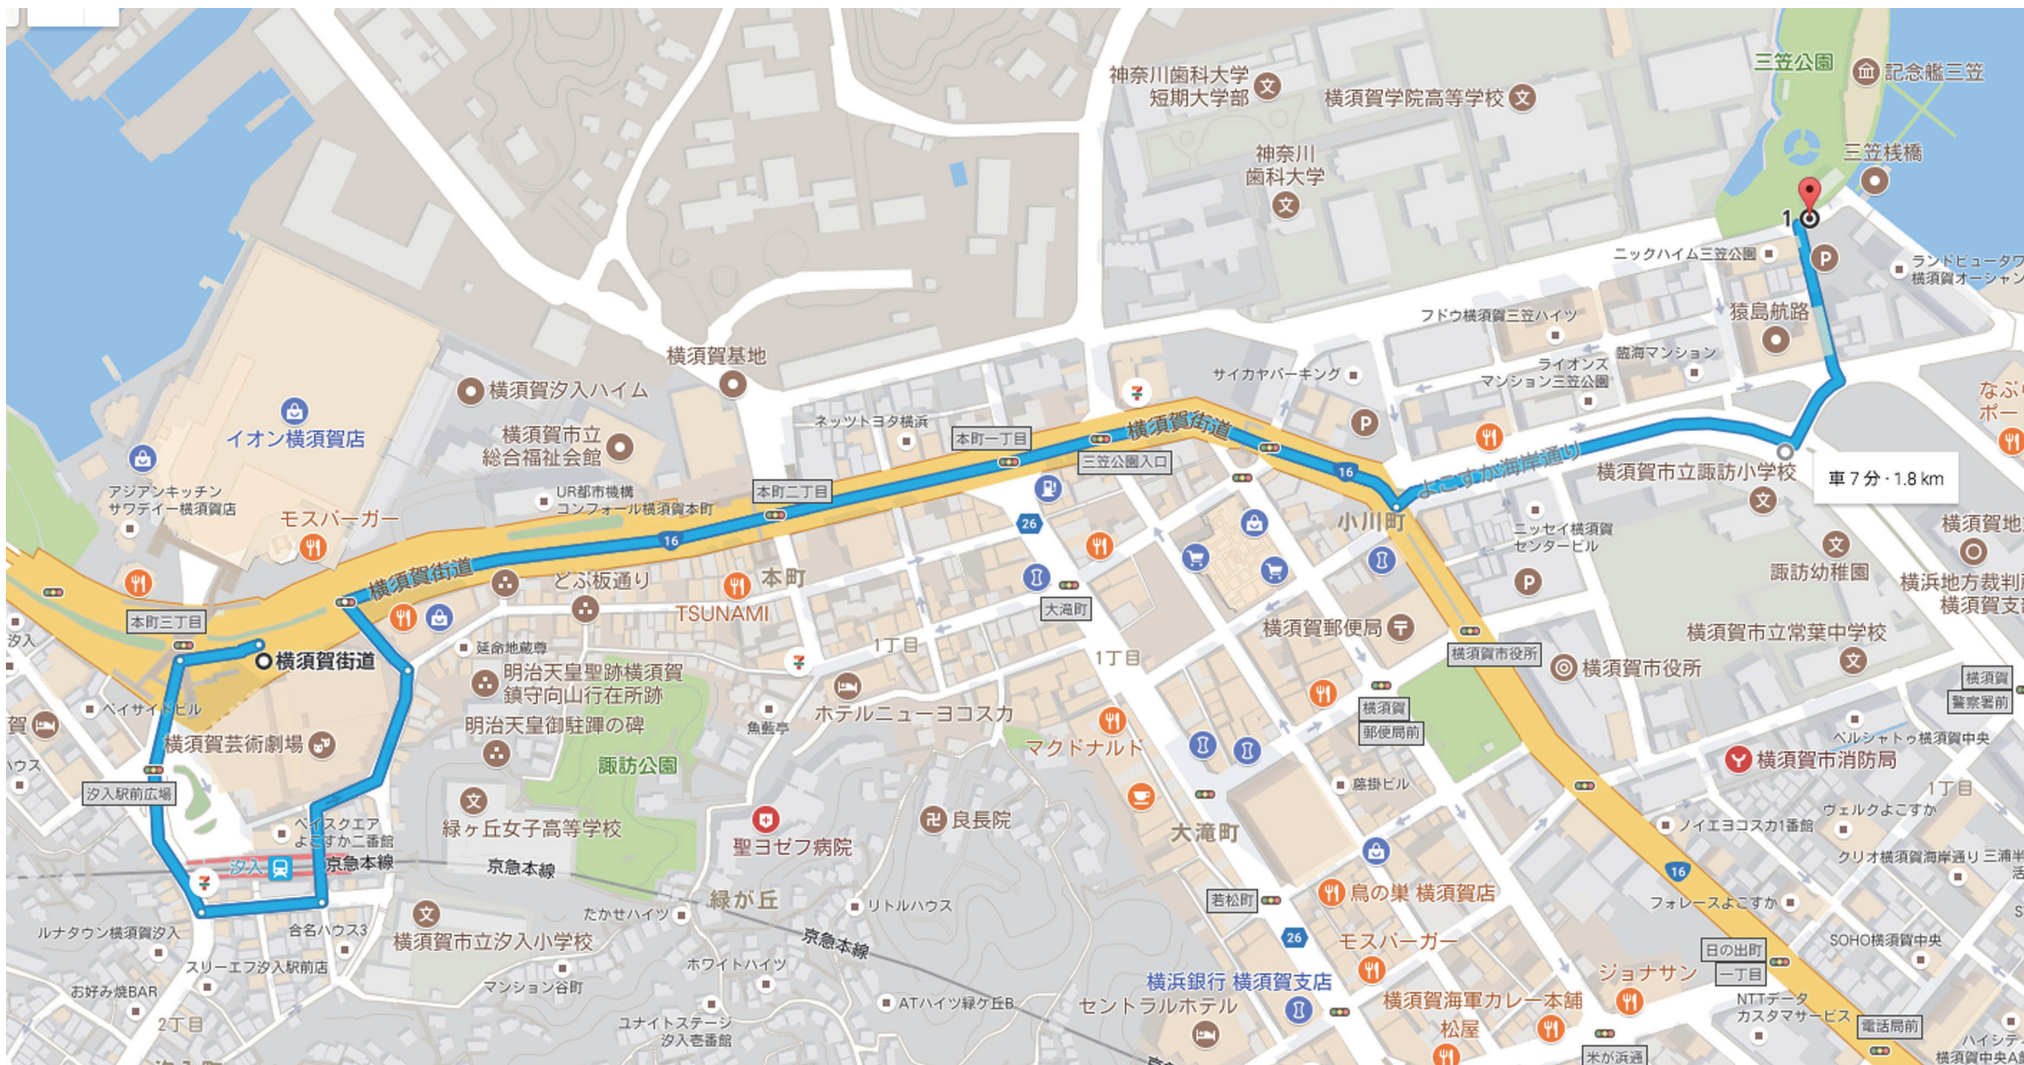 三笠公園
記念艦三笠
神奈川歯科大学
短期大学部
横須賀学院高等学校
三笠桟橋
神奈川
歯科大学
1
ニックハイム三笠公園
P
ランドビュータワ
横須賀オーシャン
猿島航路
フドウ横須賀三笠ハイツ
臨海マンション
ライオンズ
マンション三笠公園
サイカヤパーキング
横須賀基地
横須賀汐入ハイム
イオン横須賀店
横須賀市立
総合福祉会館
ネッツトヨタ横浜
本町一丁目
三笠公園入口
横須賀街道
P
16
よこすか海岸通り
横須賀市立諏訪小学校
車 7 分・1.8 km
なぷら
ポー
アジアンキッチン
サワデイー横須賀店
UR都市機構
コンフォール横須賀本町
本町二丁目
モスバーガー
16
26
小川町
ニッセイ横須賀
センタービル
諏訪幼稚園
横須賀地
横浜地方裁判所
横須賀支部
横須賀街道
どぶ板通り
本町
TSUNAMI
大滝町
P
本町三丁目
汐入
横須賀街道
延命地蔵尊
1丁目
1丁目
横須賀郵便局
横須賀市役所
横須賀市役所
横須賀市立常葉中学校
明治天皇聖跡横須賀
鎮守向山行在所跡
ベイサイドビル
賀
横須賀芸術劇場
明治天皇御駐蹕の碑
魚藍亭
ホテルニューヨコスカ
マクドナルド
横須賀
郵便局前
横須賀
警察署前
ベルシャトゥ横須賀中央
横須賀市消防局
諏訪公園
ハウス
汐入駅前広場
藤掛ビル
1丁目
ヴェルクよこすか
ノイエヨコスカ1番館
ベイスクエア
よこすか二番館
緑ヶ丘女子高等学校
聖ヨゼフ病院
良長院
大滝町
汐入
京急本線
京急本線
クリオ横須賀海岸通り
三浦半
活
16
緑が丘
リトルハウス
若松町
鳥の巣 横須賀店
フォレースよこすか
ルナタウン横須賀汐入
合名ハウス3
横須賀市立汐入小学校
たかせハイツ
京急本線
26
モスバーガー
日の出町
一丁目
SOHO横須賀中央
スリーエフ汐入駅前店
ホワイトハイツ
マンション谷町
お好み焼BAR
ATハイツ緑ケ丘B
横浜銀行 横須賀支店
セントラルホテル
横須賀海軍カレー本舗
松屋
ジョナサン
NTTデータ
カスタマサービス
電話局前
2丁目
ユナイトステージ
汐入壱番館
米が浜通
ハイシティ
横須賀中央A館